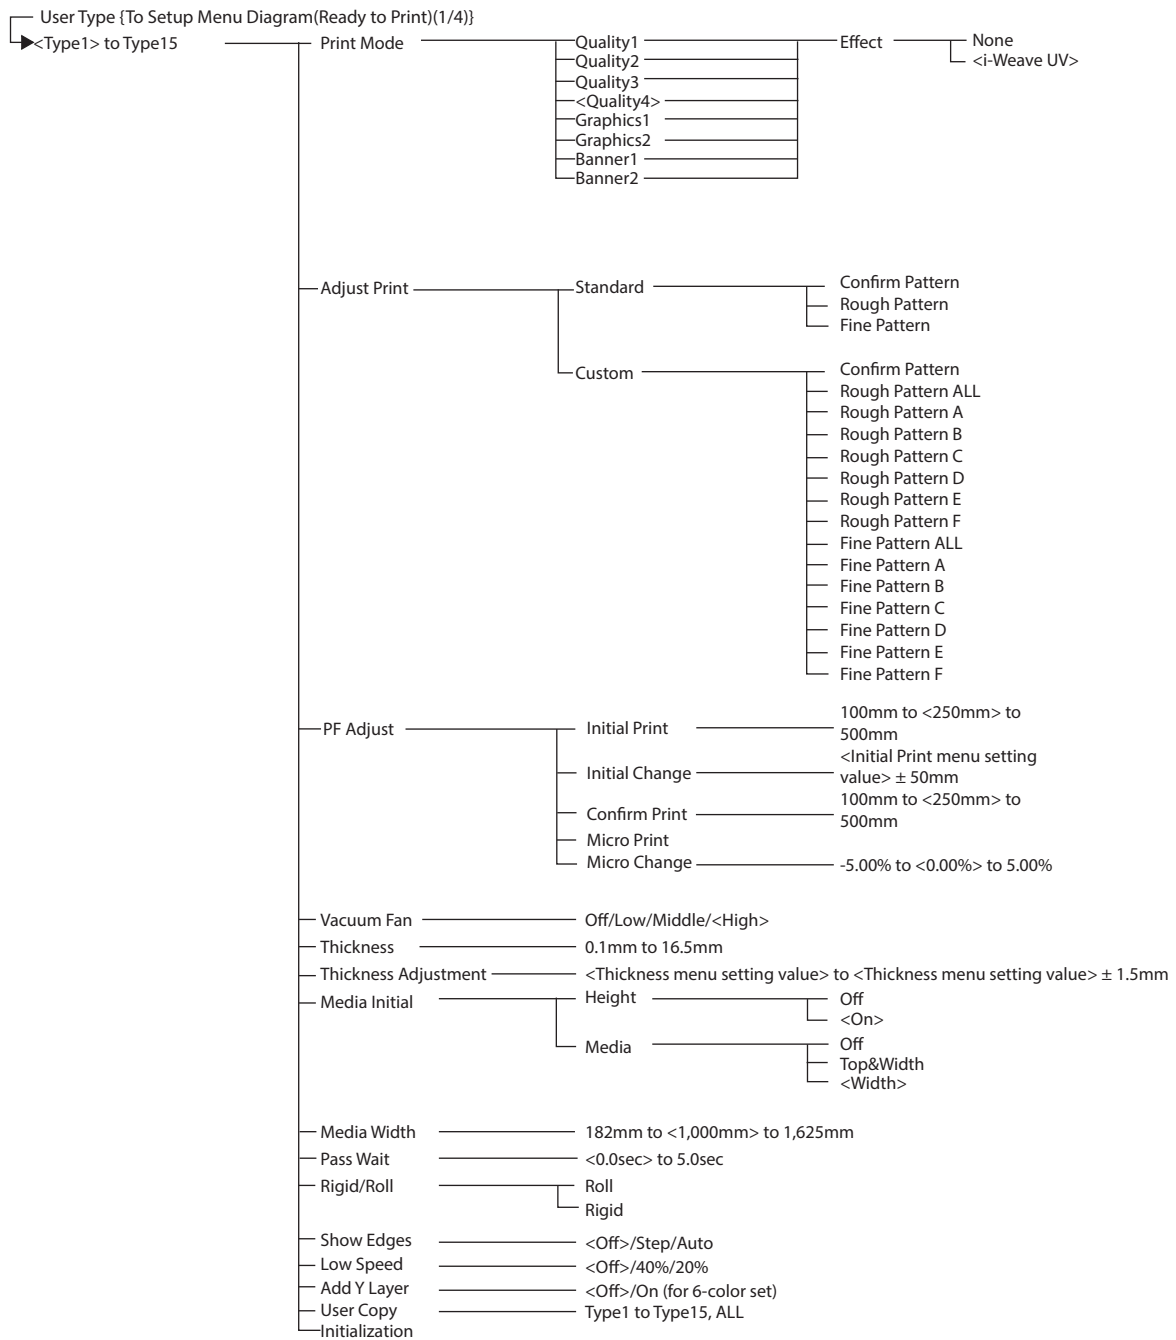 User Type {To Setup Menu Diagram(Ready to Print)(1/4)}
<Type1> to Type15
Print Mode
Quality1
Quality2
Quality3
<Quality4>
Graphics1
Graphics2
Banner1
Banner2
Effect
None
<i-Weave UV>
Adjust Print
Standard
Confirm Pattern
Rough Pattern
Fine Pattern
Custom
Confirm Pattern
Rough Pattern ALL
Rough Pattern A
Rough Pattern B
Rough Pattern C
Rough Pattern D
Rough Pattern E
Rough Pattern F
Fine Pattern ALL
Fine Pattern A
Fine Pattern B
Fine Pattern C
Fine Pattern D
Fine Pattern E
Fine Pattern F
PF Adjust
Initial Print
100mm to <250mm> to
500mm
Initial Change
<Initial Print menu setting
value> ± 50mm
Confirm Print
100mm to <250mm> to
500mm
Micro Print
Micro Change
-5.00% to <0.00%> to 5.00%
Vacuum Fan
Off/Low/Middle/<High>
Thickness
0.1mm to 16.5mm
Thickness Adjustment
<Thickness menu setting value> to <Thickness menu setting value> ± 1.5mm
Media Initial
Height
Off
<On>
Media
Off
Top&Width
<Width>
Media Width
182mm to <1,000mm> to 1,625mm
Pass Wait
<0.0sec> to 5.0sec
Rigid/Roll
Roll
Rigid
Show Edges
<Off>/Step/Auto
Low Speed
<Off>/40%/20%
Add Y Layer
<Off>/On (for 6-color set)
User Copy
Type1 to Type15, ALL
Initialization